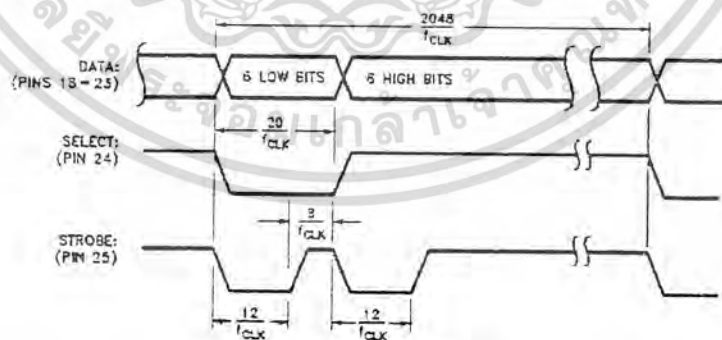 2048
fCLK
DATA:
(PINS 18-23)
6 LOW BITS
6 HIGH BITS
20
fCLK
SELECT:
(PIN 24)
8
fCLK
STROBE:
(PIN 25)
12
fCLK
12
fCLK